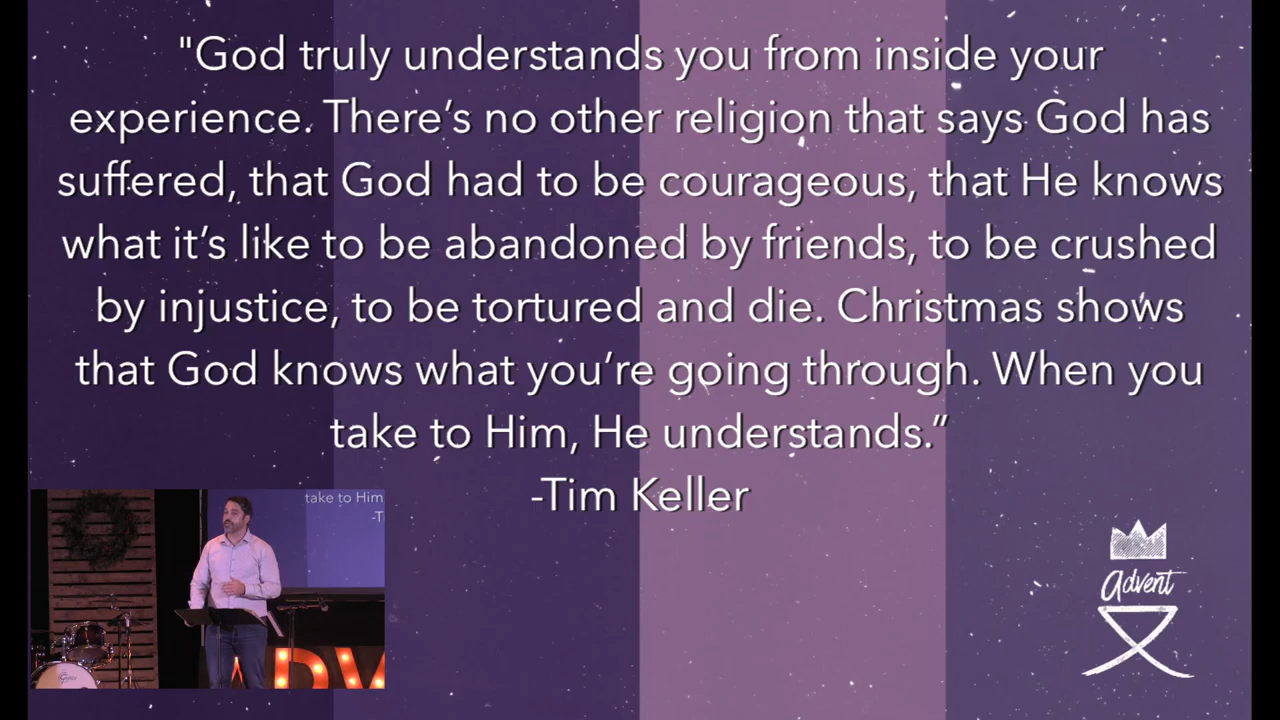 "God truly understands you from inside your
experience. There’s no other religion that says God has
suffered, that God had to be courageous, that He knows
what it’s like to be abandoned by friends, to be crushed
by injustice, to be tortured and die. Christmas shows
that God knows what you’re going through. When you
take to Him, He understands.”
-Tim Keller
take to Him
-T
Advent
ADV